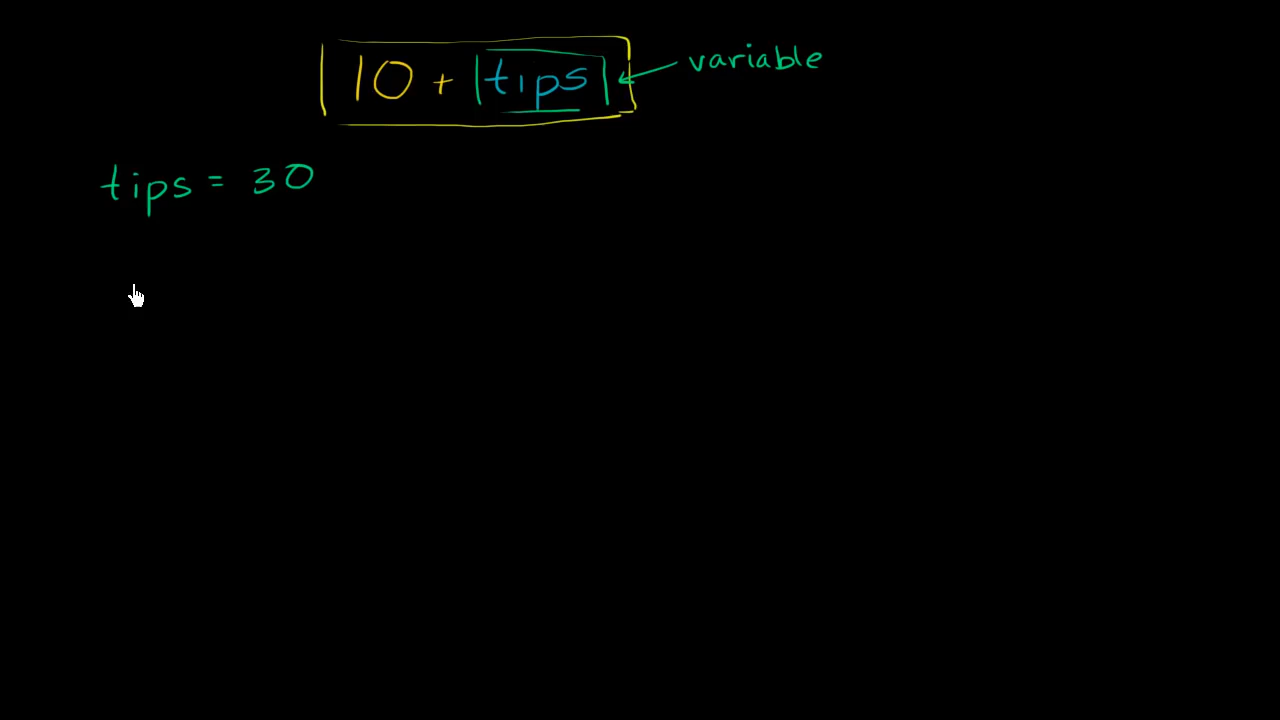 10 + tips
variable
tips = 30